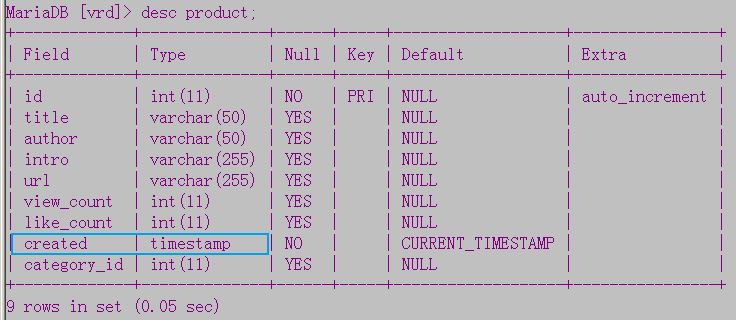 MariaDB [vrd]> desc product;
+-------------+--------------+------+-----+-------------------+----------------+
| Field       | Type         | Null | Key | Default           | Extra          |
+-------------+--------------+------+-----+-------------------+----------------+
| id          | int(11)      | NO   | PRI | NULL              | auto_increment |
| title       | varchar(50)  | YES  |     | NULL              |                |
| author      | varchar(50)  | YES  |     | NULL              |                |
| intro       | varchar(255) | YES  |     | NULL              |                |
| url         | varchar(255) | YES  |     | NULL              |                |
| view_count  | int(11)      | YES  |     | NULL              |                |
| like_count  | int(11)      | YES  |     | NULL              |                |
| created     | timestamp    | NO   |     | CURRENT_TIMESTAMP |                |
| category_id | int(11)      | YES  |     | NULL              |                |
+-------------+--------------+------+-----+-------------------+----------------+
9 rows in set (0.05 sec)